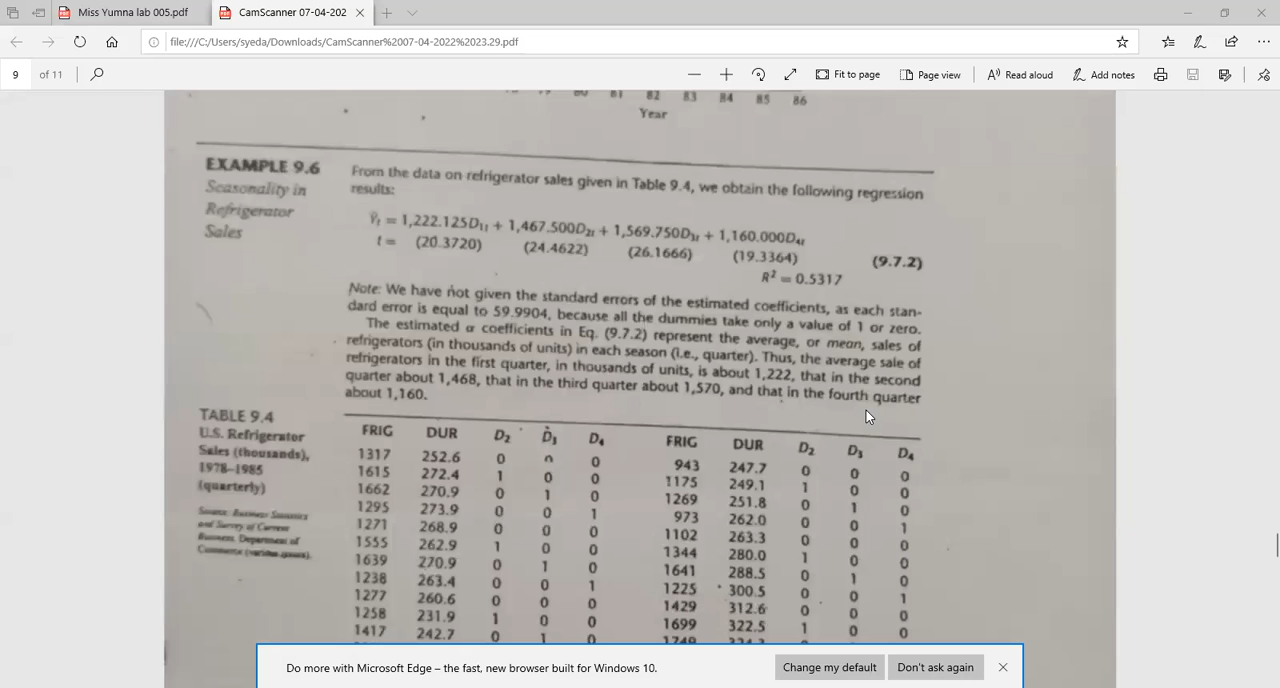 Miss Yumna lab 005.pdf
CamScanner 07-04-202
file:///C:/Users/syeda/Downloads/CamScanner%2007-04-2022%2023.29.pdf
9 of 11
Fit to page
Page view
Read aloud
Add notes
81 82 83 84 85 86
Year
EXAMPLE 9.6
Seasonality in
Refrigerator
Sales
From the data on refrigerator sales given in Table 9.4, we obtain the following regression
results:
Ŷt = 1,222.125D1t + 1,467.500D2t + 1,569.750D3t + 1,160.000D4t
t = (20.3720) (24.4622) (26.1666) (19.3364) (9.7.2)
R² = 0.5317
Note: We have not given the standard errors of the estimated coefficients, as each stan-
dard error is equal to 59.9904, because all the dummies take only a value of 1 or zero.
The estimated α coefficients in Eq. (9.7.2) represent the average, or mean, sales of
refrigerators (in thousands of units) in each season (i.e., quarter). Thus, the average sale of
refrigerators in the first quarter, in thousands of units, is about 1,222, that in the second
quarter about 1,468, that in the third quarter about 1,570, and that in the fourth quarter
about 1,160.
TABLE 9.4
U.S. Refrigerator
Sales (thousands),
1978–1985
(quarterly)
Source: Business Statistics
and Survey of Current
Business, Department of
Commerce (various issues).
FRIG DUR D2 D3 D4 FRIG DUR D2 D3 D4
1317 252.6 0 0 0 943 247.7 0 0 0
1615 272.4 1 0 0 1175 249.1 1 0 0
1662 270.9 0 1 0 1269 251.8 0 1 0
1295 273.9 0 0 1 973 262.0 0 0 1
1271 268.9 0 0 0 1102 263.3 0 0 0
1555 262.9 1 0 0 1344 280.0 1 0 0
1639 270.9 0 1 0 1641 288.5 0 1 0
1238 263.4 0 0 1 1225 300.5 0 0 1
1277 260.6 0 0 0 1429 312.6 0 0 0
1258 231.9 1 0 0 1699 322.5 1 0 0
1417 242.7 0 1 0 1749
Do more with Microsoft Edge – the fast, new browser built for Windows 10.
Change my default
Don't ask again